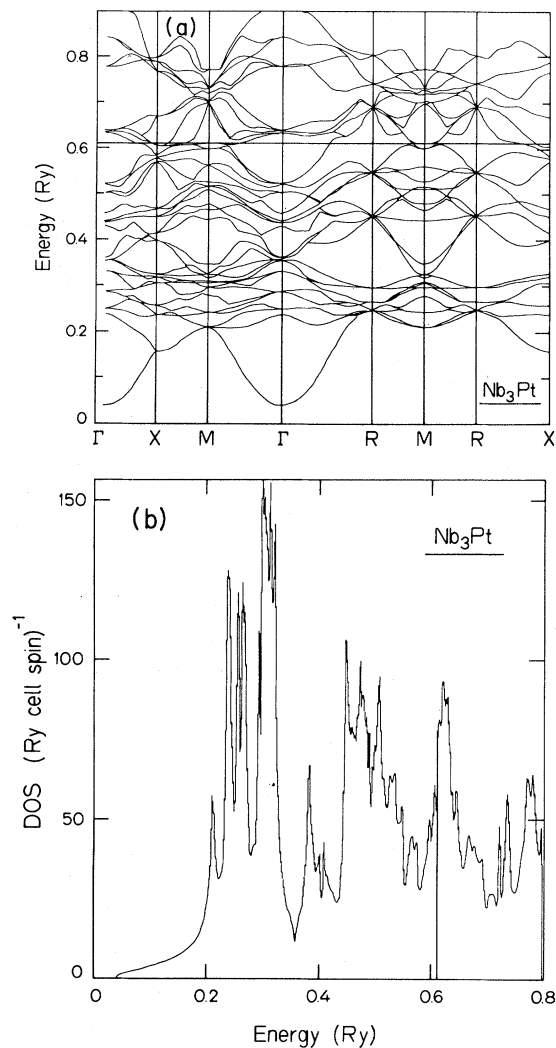 (a)
0.8
0.6
0.4
0.2
0
Energy (Ry)
Nb₃Pt
Γ X M Γ R M R X
(b)
Nb₃Pt
150
100
50
0
DOS (Ry cell spin)⁻¹
0 0.2 0.4 0.6 0.8
Energy (Ry)